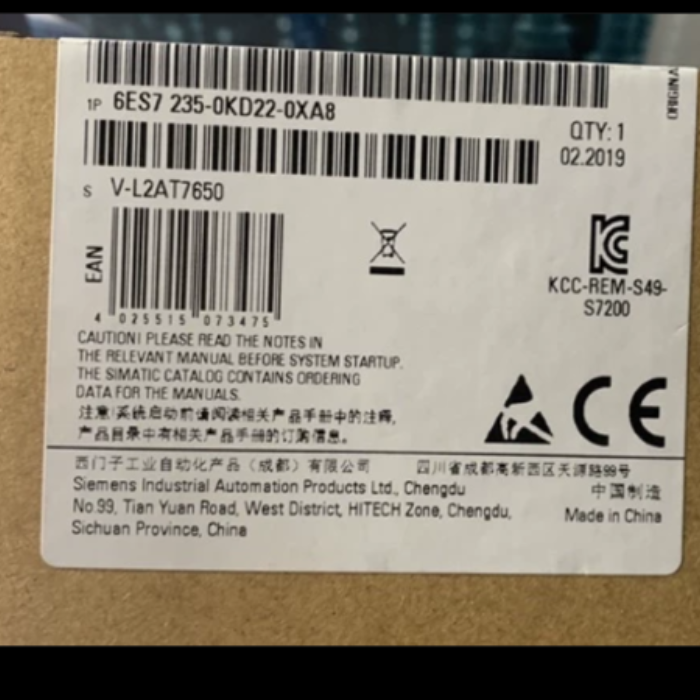 1P 6ES7 235-0KD22-0XA8
ORIGINA
QTY: 1
02.2019
S V-L2AT7650
EAN
4 025515 073475
KCC-REM-S49-
S7200
CAUTION! PLEASE READ THE NOTES IN
THE RELEVANT MANUAL BEFORE SYSTEM STARTUP.
THE SIMATIC CATALOG CONTAINS ORDERING
DATA FOR THE MANUALS.
注意!系统启动前请阅读相关产品手册中的注释,
产品目录中有相关产品手册的订购信息。
CE
西门子工业自动化产品(成都)有限公司 四川省成都高新西区天源路99号
Siemens Industrial Automation Products Ltd., Chengdu 中国制造
No.99, Tian Yuan Road, West District, HITECH Zone, Chengdu, Made in China
Sichuan Province, China